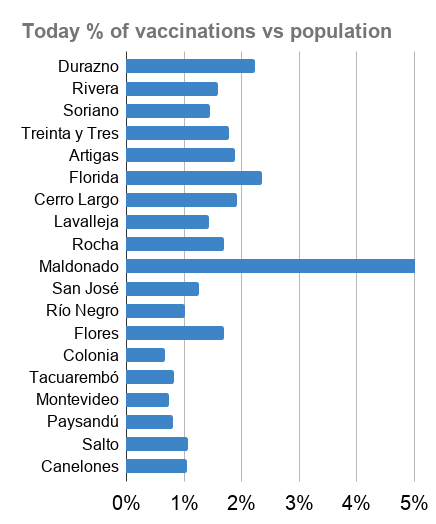 Today % of vaccinations vs population
Durazno
Rivera
Soriano
Treinta y Tres
Artigas
Florida
Cerro Largo
Lavalleja
Rocha
Maldonado
San José
Río Negro
Flores
Colonia
Tacuarembó
Montevideo
Paysandú
Salto
Canelones
0% 1% 2% 3% 4% 5%